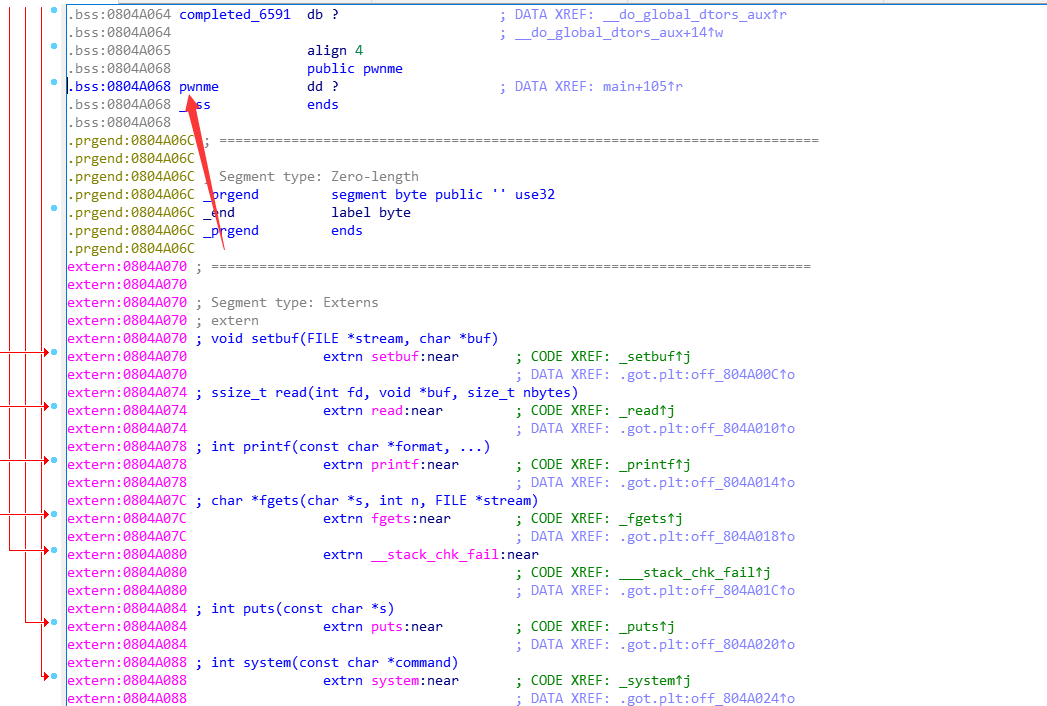 .bss:0804A064 completed_6591 db ? ; DATA XREF: __do_global_dtors_aux↑r
.bss:0804A064 ; __do_global_dtors_aux+14↑w
.bss:0804A065 align 4
.bss:0804A068 public pwnme
.bss:0804A068 pwnme dd ? ; DATA XREF: main+105↑r
.bss:0804A068 ends
.bss:0804A068
.prgend:0804A06C ; ===========================================================================
.prgend:0804A06C
.prgend:0804A06C ; Segment type: Zero-length
.prgend:0804A06C _prgend segment byte public '' use32
.prgend:0804A06C _end label byte
.prgend:0804A06C _prgend ends
.prgend:0804A06C
extern:0804A070 ; ===========================================================================
extern:0804A070
extern:0804A070 ; Segment type: Externs
extern:0804A070 ; extern
extern:0804A070 ; void setbuf(FILE *stream, char *buf)
extern:0804A070 extrn setbuf:near ; CODE XREF: _setbuf↑j
extern:0804A070 ; DATA XREF: .got.plt:off_804A00C↑o
extern:0804A074 ; ssize_t read(int fd, void *buf, size_t nbytes)
extern:0804A074 extrn read:near ; CODE XREF: _read↑j
extern:0804A074 ; DATA XREF: .got.plt:off_804A010↑o
extern:0804A078 ; int printf(const char *format, ...)
extern:0804A078 extrn printf:near ; CODE XREF: _printf↑j
extern:0804A078 ; DATA XREF: .got.plt:off_804A014↑o
extern:0804A07C ; char *fgets(char *s, int n, FILE *stream)
extern:0804A07C extrn fgets:near ; CODE XREF: _fgets↑j
extern:0804A07C ; DATA XREF: .got.plt:off_804A018↑o
extern:0804A080 extrn __stack_chk_fail:near
extern:0804A080 ; CODE XREF: ___stack_chk_fail↑j
extern:0804A080 ; DATA XREF: .got.plt:off_804A01C↑o
extern:0804A084 ; int puts(const char *s)
extern:0804A084 extrn puts:near ; CODE XREF: _puts↑j
extern:0804A084 ; DATA XREF: .got.plt:off_804A020↑o
extern:0804A088 ; int system(const char *command)
extern:0804A088 extrn system:near ; CODE XREF: _system↑j
extern:0804A088 ; DATA XREF: .got.plt:off_804A024↑o